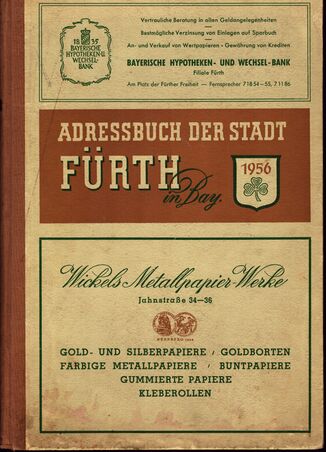 18 35
BAYERISCHE
HYPOTHEKEN-U.
WECHSEL-
BANK
Vertrauliche Beratung in allen Geldangelegenheiten
Bestmögliche Verzinsung von Einlagen auf Sparbuch
An- und Verkauf von Wertpapieren - Gewährung von Krediten
BAYERISCHE HYPOTHEKEN- UND WECHSEL-BANK
Filiale Fürth
Am Platz der Fürther Freiheit — Fernsprecher 7 18 54—55, 7 11 86
ADRESSBUCH DER STADT
FÜRTH
in Bay.
1956
Wickels Metallpapier-Werke
Jahnstraße 34—36
NÜRNBERG
GOLD- UND SILBERPAPIERE / GOLDBORTEN
FARBIGE METALLPAPIERE / BUNTPAPIERE
GUMMIERTE PAPIERE
KLEBEROLLEN